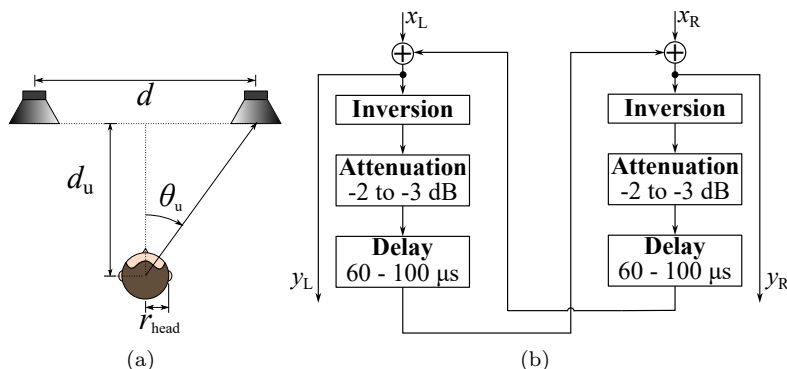 d
d_u
θ_u
r_head
(a)
x_L
x_R
Inversion
Attenuation
-2 to -3 dB
Delay
60 - 100 µs
y_L
Inversion
Attenuation
-2 to -3 dB
Delay
60 - 100 µs
y_R
(b)